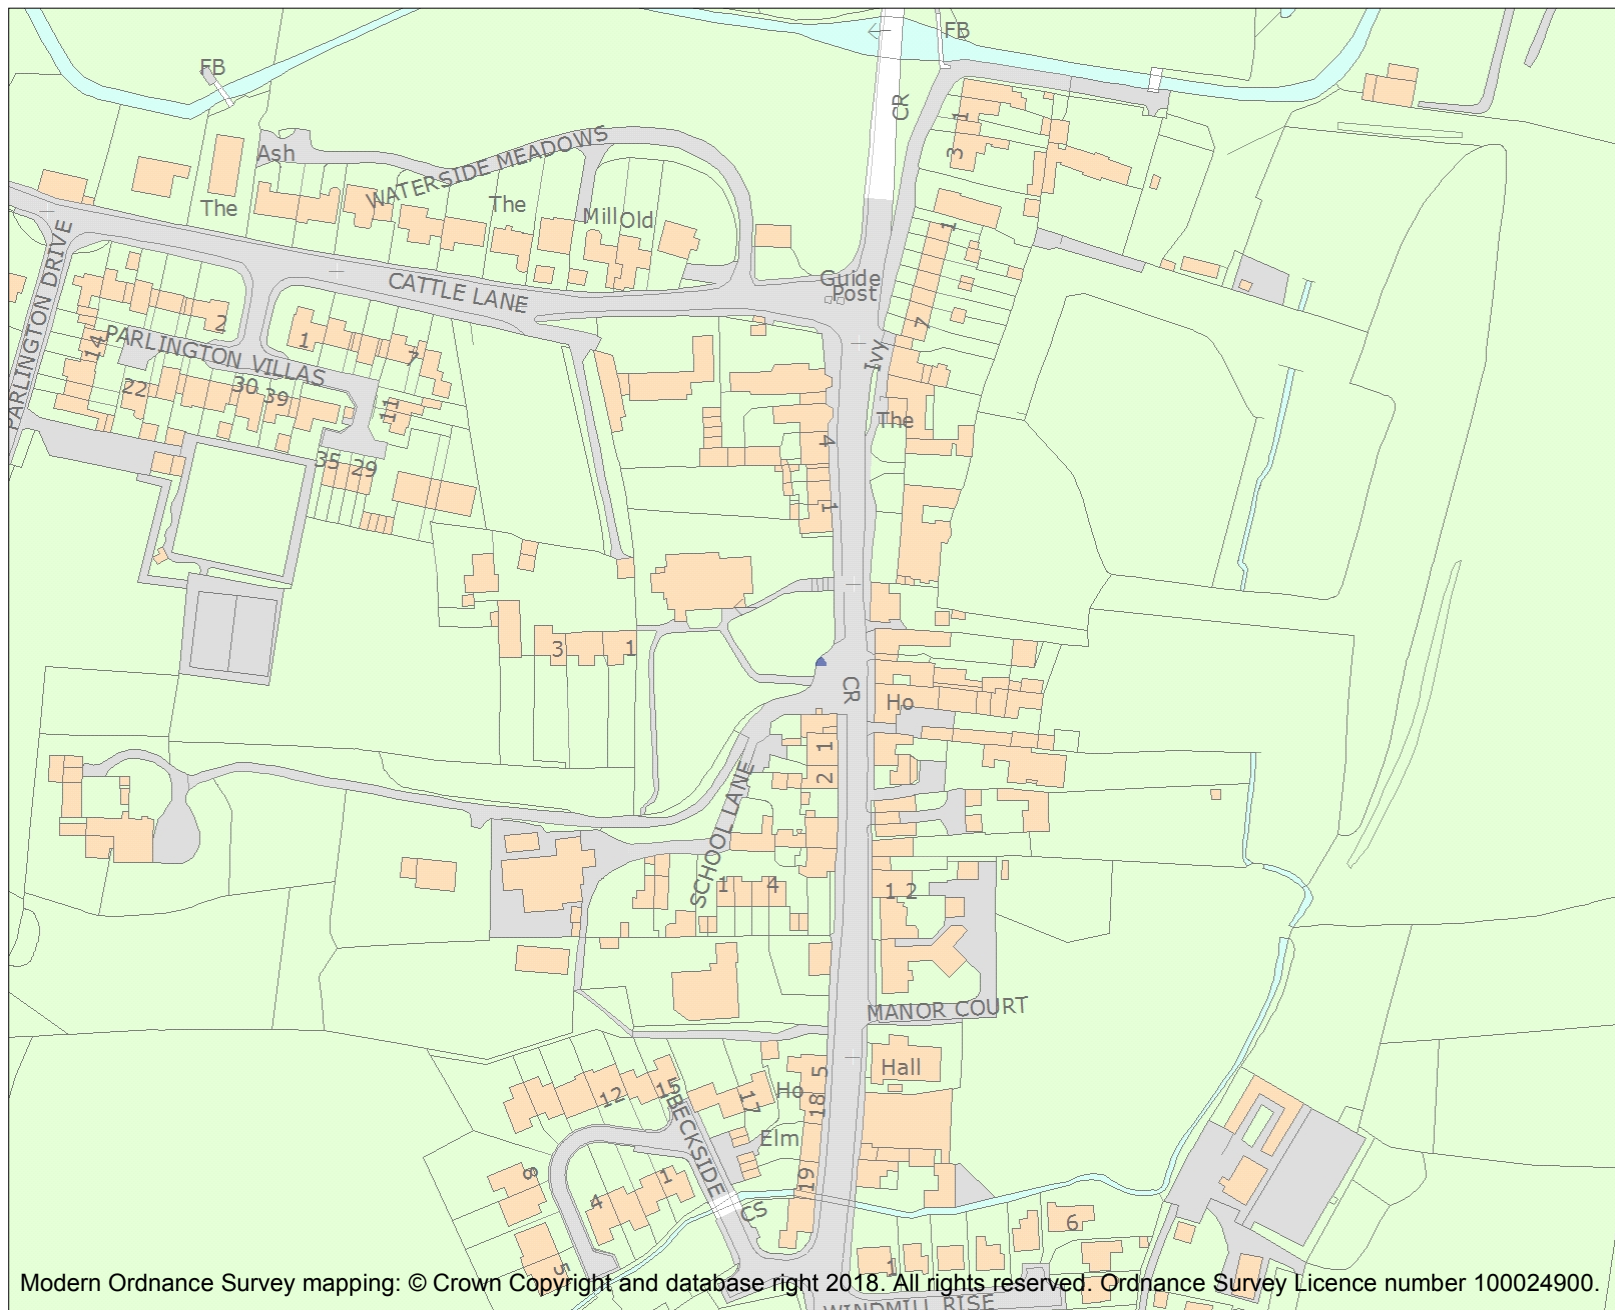 FB
FB
CR
1
3
Ash
WATERSIDE MEADOWS
The
The
Mill
Old
1
PARLINGTON DRIVE
CATTLE LANE
Guide
Post
2
1
7
7
14
PARLINGTON VILLAS
Ivy
22
30
39
11
The
4
35
29
1
3
1
CR
Ho
1
2
SCHOOL LANE
1
4
1
2
MANOR COURT
Hall
5
12
15
17
Ho
18
BECKSIDE
Elm
8
1
19
4
CS
6
5
1
Modern Ordnance Survey mapping: © Crown Copyright and database right 2018. All rights reserved. Ordnance Survey Licence number 100024900.
WINDMILL RISE